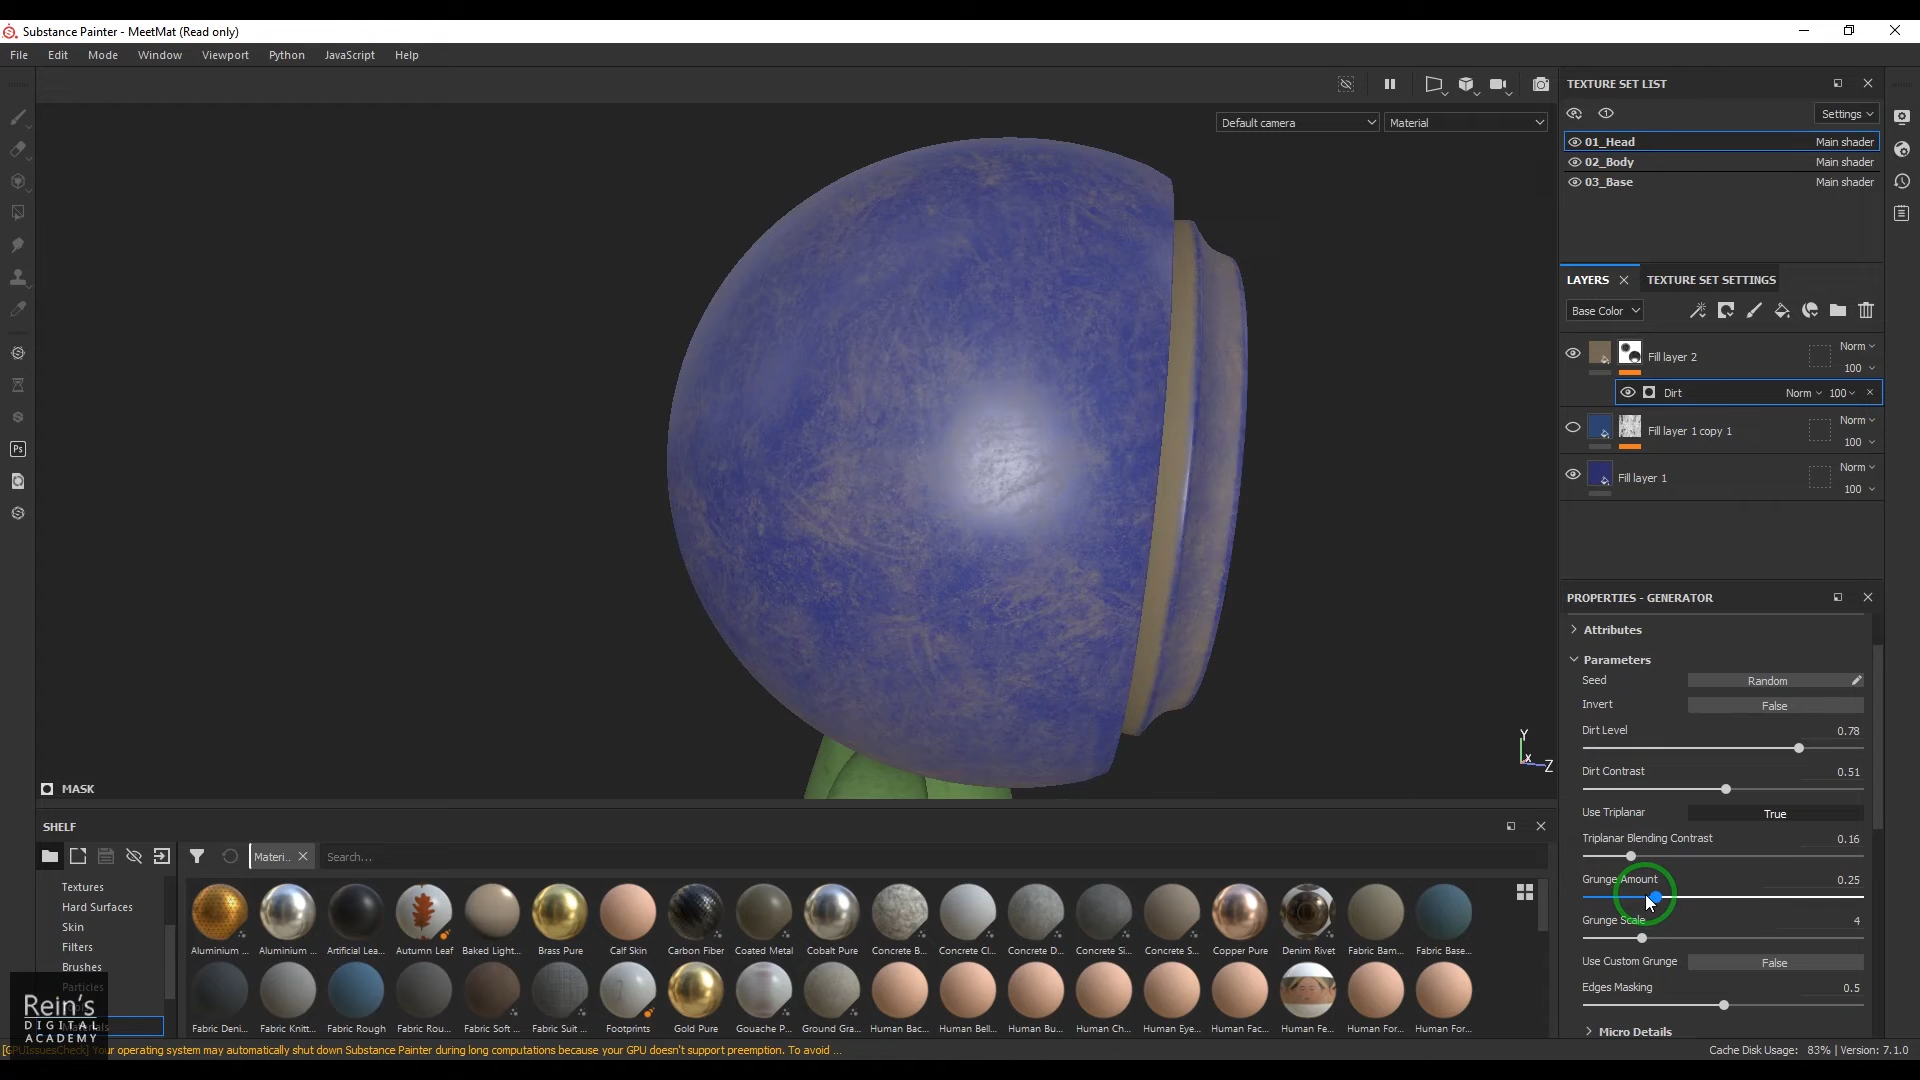 Substance Painter - MeetMat (Read only)
File Edit Mode Window Viewport Python JavaScript Help
Default camera
Material
TEXTURE SET LIST
Settings
01_Head Main shader
02_Body Main shader
03_Base Main shader
LAYERS TEXTURE SET SETTINGS
Base Color
Fill layer 2 Norm 100
Dirt Norm 100
Fill layer 1 copy 1 Norm 100
Fill layer 1 Norm 100
Ps
PROPERTIES - GENERATOR
Attributes
Parameters
Seed Random
Invert False
Dirt Level 0.78
Dirt Contrast 0.51
Use Triplanar True
Triplanar Blending Contrast 0.16
Grunge Amount 0.25
Grunge Scale 4
Use Custom Grunge False
Edges Masking 0.5
Micro Details
Y
X
Z
MASK
SHELF
Materi..
Search...
Textures
Hard Surfaces
Skin
Filters
Brushes
Particles
Aluminium ... Aluminium ... Artificial Lea... Autumn Leaf Baked Light... Brass Pure Calf Skin Carbon Fiber Coated Metal Cobalt Pure Concrete B... Concrete Cl... Concrete D... Concrete Si... Concrete S... Copper Pure Denim Rivet Fabric Bam... Fabric Base...
Fabric Deni... Fabric Knitt... Fabric Rough Fabric Rou... Fabric Soft ... Fabric Suit ... Footprints Gold Pure Gouache P... Ground Gra... Human Bac... Human Bell... Human Bu... Human Ch... Human Eye... Human Fac... Human Fe... Human For... Human For...
Rein's
DIGITAL
ACADEMY
[GPUIssuesCheck] Your operating system may automatically shut down Substance Painter during long computations because your GPU doesn't support preemption. To avoid ...
Cache Disk Usage: 83% | Version: 7.1.0